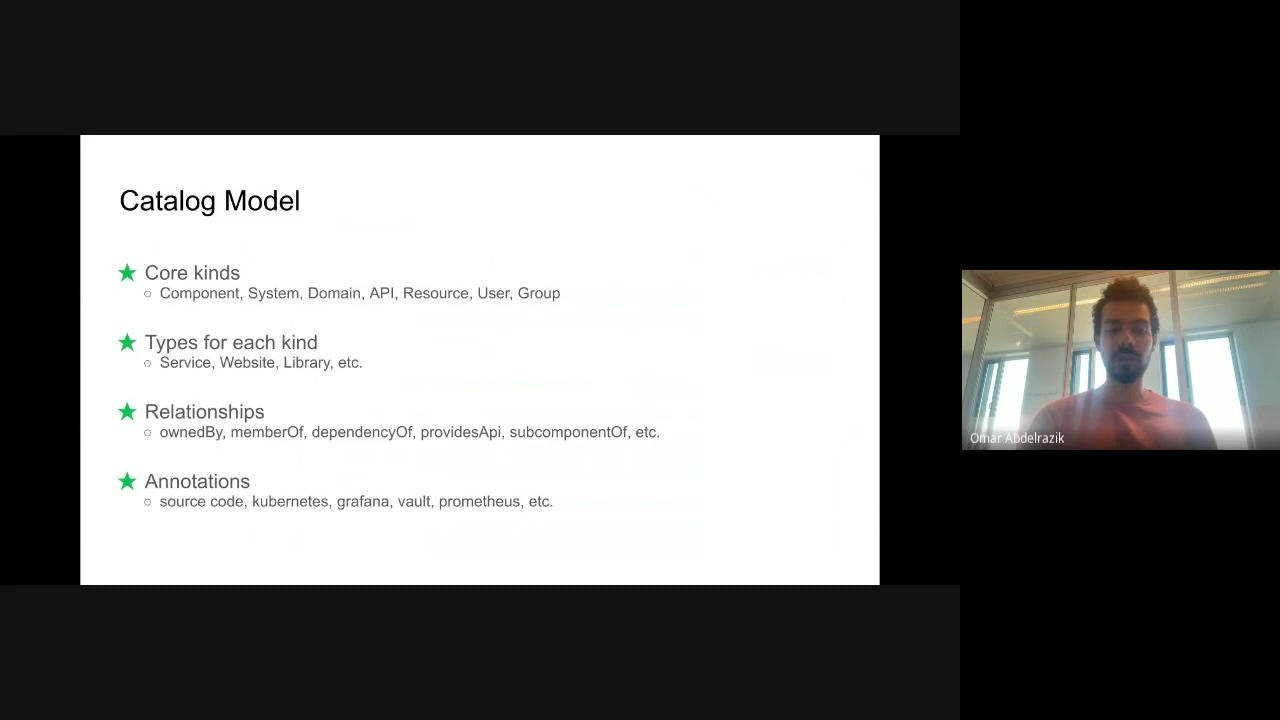 Catalog Model
Core kinds
Component, System, Domain, API, Resource, User, Group
Types for each kind
Service, Website, Library, etc.
Relationships
ownedBy, memberOf, dependencyOf, providesApi, subcomponentOf, etc.
Annotations
source code, kubernetes, grafana, vault, prometheus, etc.
Omar Abdelrazik